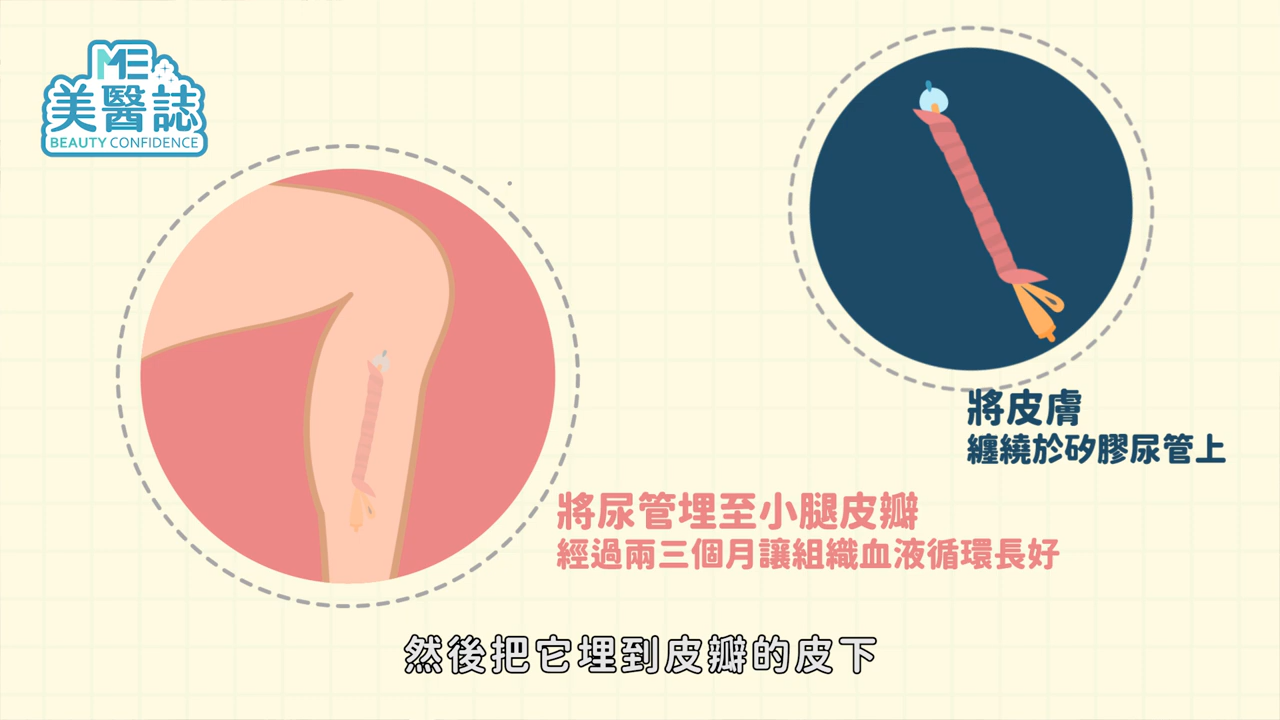 ME
美醫誌
BEAUTY CONFIDENCE
將皮膚
纏繞於矽膠尿管上
將尿管埋至小腿皮瓣
經過兩三個月讓組織血液循環長好
然後把它埋到皮瓣的皮下